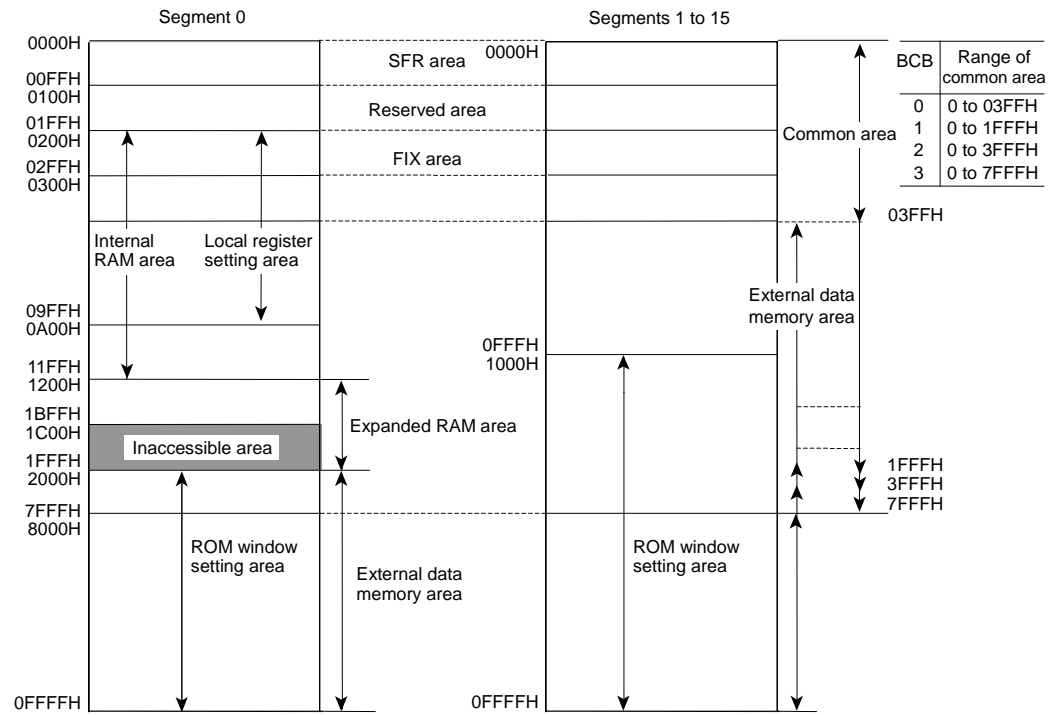 Segment 0
Segments 1 to 15
0000H
00FFH
0100H
01FFH
0200H
02FFH
0300H
09FFH
0A00H
11FFH
1200H
1BFFH
1C00H
1FFFH
2000H
7FFFH
8000H
0FFFFH
Internal
RAM area
Local register
setting area
Inaccessible area
ROM window
setting area
SFR area
Reserved area
FIX area
Expanded RAM area
External data
memory area
0000H
0FFFH
1000H
0FFFFH
ROM window
setting area
Common area
External data
memory area
03FFH
1FFFH
3FFFH
7FFFH
BCB Range of
common area
0 0 to 03FFH
1 0 to 1FFFH
2 0 to 3FFFH
3 0 to 7FFFH